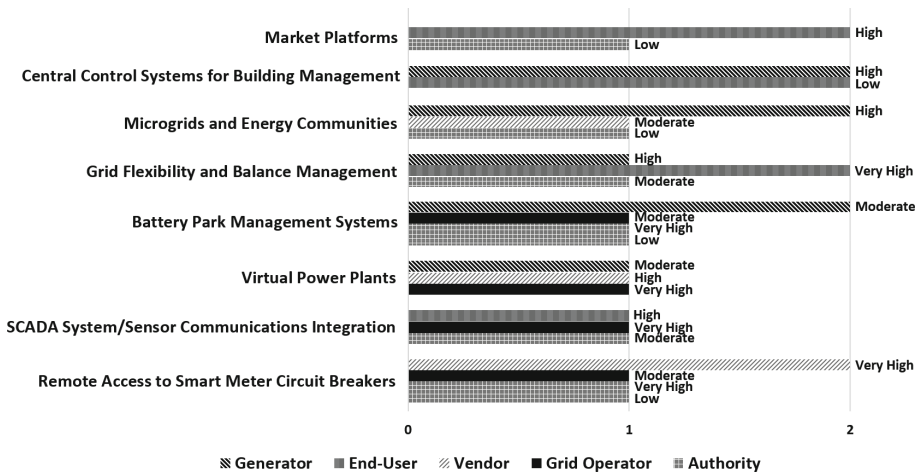 Market Platforms
High
Low
Central Control Systems for Building Management
High
Low
Microgrids and Energy Communities
High
Moderate
Low
Grid Flexibility and Balance Management
High
Very High
Moderate
Battery Park Management Systems
Moderate
Moderate
Very High
Low
Virtual Power Plants
Moderate
High
Very High
SCADA System/Sensor Communications Integration
High
Very High
Moderate
Remote Access to Smart Meter Circuit Breakers
Very High
Moderate
Very High
Low
0 1 2
Generator End-User Vendor Grid Operator Authority